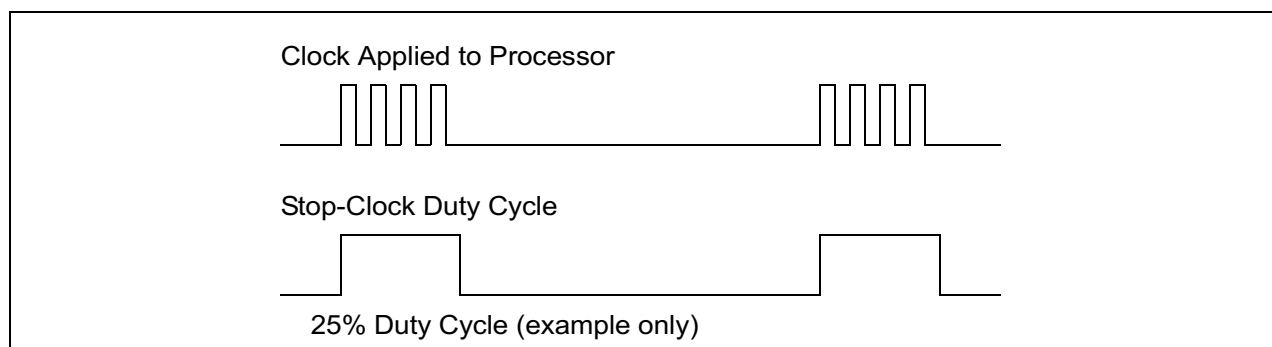 Clock Applied to Processor
Stop-Clock Duty Cycle
25% Duty Cycle (example only)